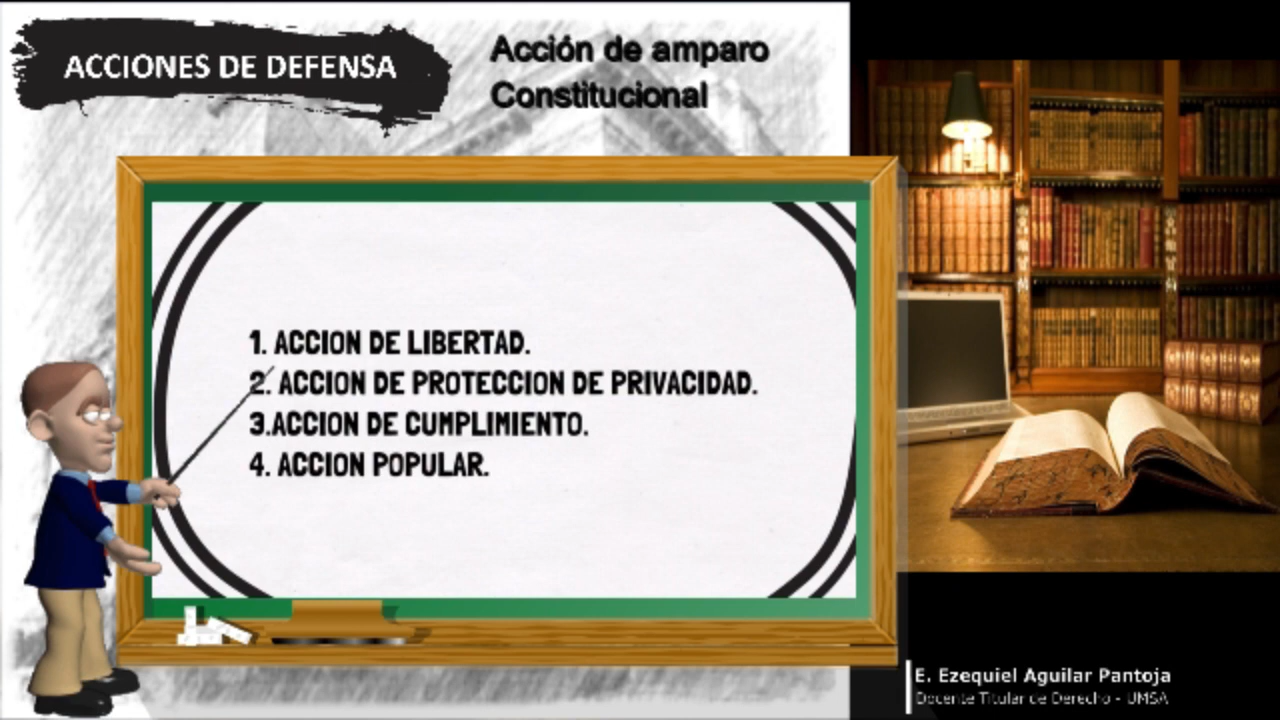 ACCIONES DE DEFENSA
Acción de amparo
Constitucional
1. ACCION DE LIBERTAD.
2. ACCION DE PROTECCION DE PRIVACIDAD.
3.ACCION DE CUMPLIMIENTO.
4. ACCION POPULAR.
E. Ezequiel Aguilar Pantoja
Docente Titular de Derecho - UMSA